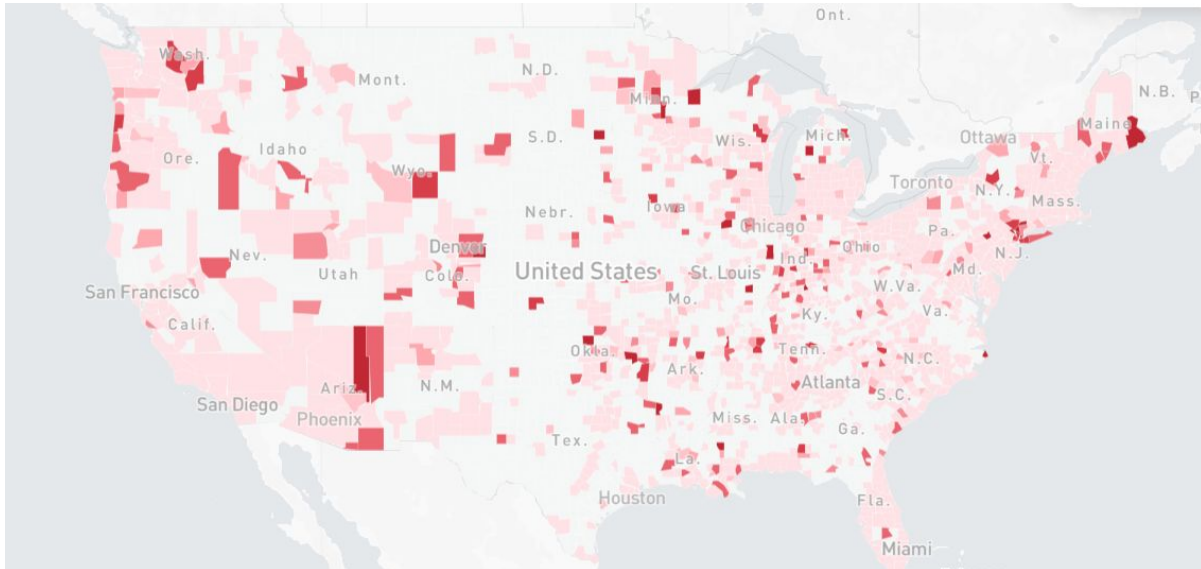 Ont.
Wash.
Mont.
N.D.
Minn.
N.B.
Maine
Ottawa
S.D.
Wis.
Mich.
Vt.
Ore.
Idaho
Wyo.
Toronto
N.Y.
Mass.
Nebr.
Iowa
Chicago
Pa.
Nev.
Utah
Denver
Colo.
United States
St. Louis
Ind.
Ohio
N.J.
Md.
San Francisco
Calif.
Mo.
W.Va.
Ky.
Va.
Okla.
Tenn.
N.C.
Ariz.
N.M.
Ark.
Atlanta
S.C.
San Diego
Phoenix
Miss.
Ala.
Ga.
Tex.
La.
Houston
Fla.
Miami